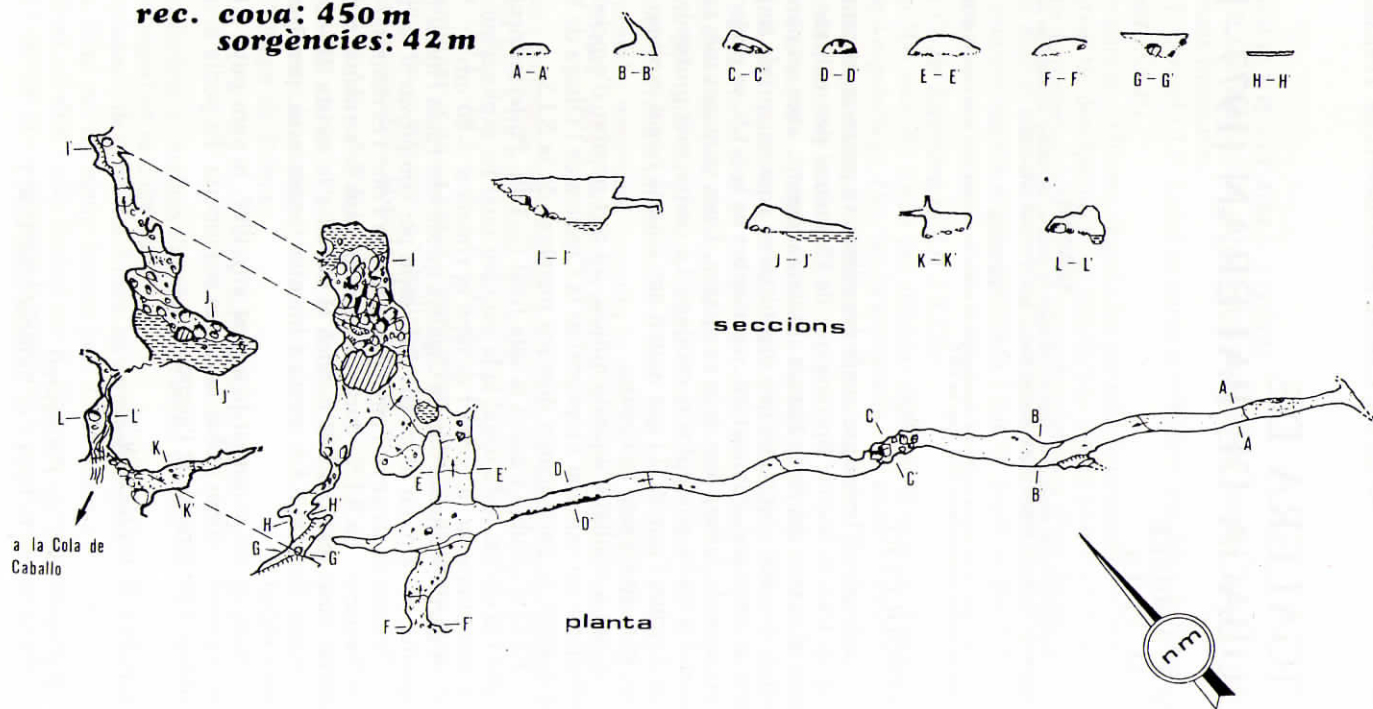 rec. cova: 450 m
sorgències: 42 m
A – A'
B – B'
C – C'
D – D'
E – E'
F – F'
G – G'
H – H'
I – I'
J – J'
K – K'
L – L'
seccions
I'
I
J
J'
L
L'
K
K'
a la Cola de
Caballo
H
H'
G
G'
E
E'
F
F'
D
D'
C
C'
B
B'
A
A'
planta
nm